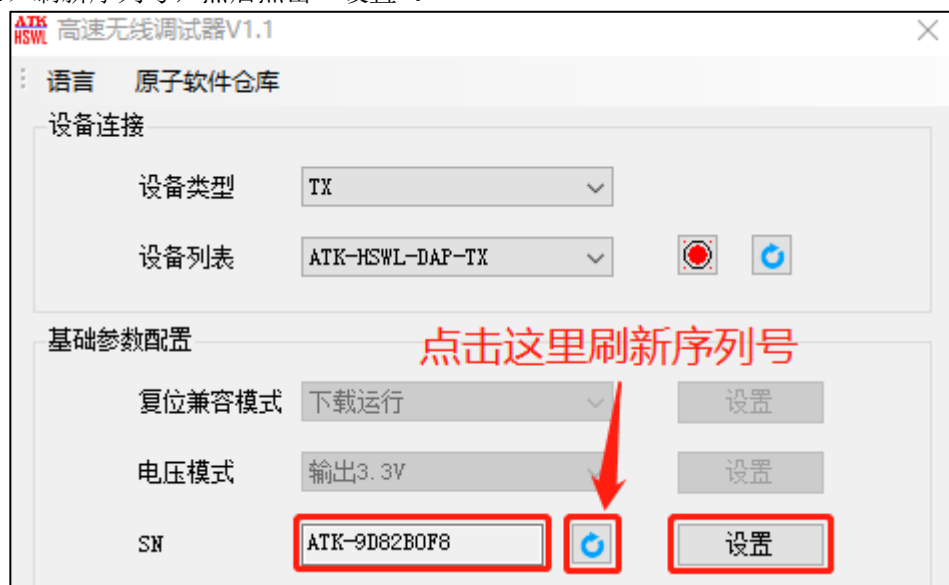 ATK HSWL 高速无线调试器V1.1
语言 原子软件仓库
设备连接
设备类型 TX
设备列表 ATK-HSWL-DAP-TX
基础参数配置
点击这里刷新序列号
复位兼容模式 下载运行 设置
电压模式 输出3.3V 设置
SN ATK-9D82B0F8 设置